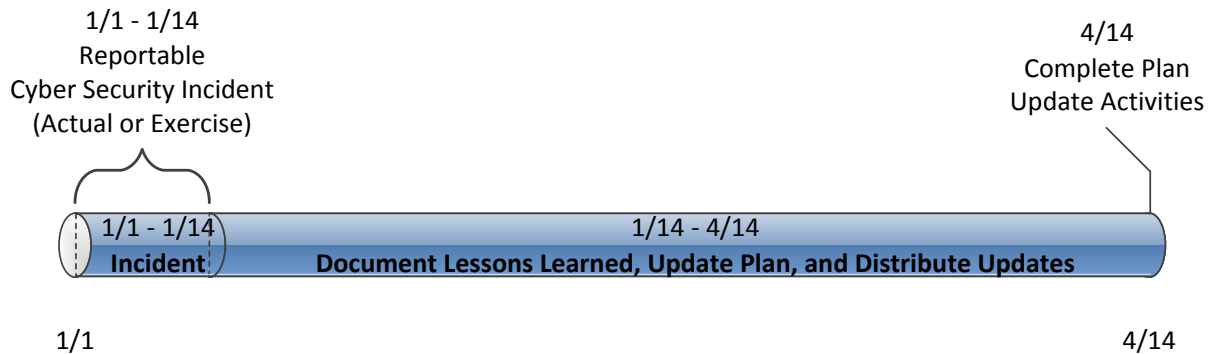 1/1 - 1/14
Reportable
Cyber Security Incident
(Actual or Exercise)
4/14
Complete Plan
Update Activities
1/1 - 1/14
Incident
1/14 - 4/14
Document Lessons Learned, Update Plan, and Distribute Updates
1/1
4/14